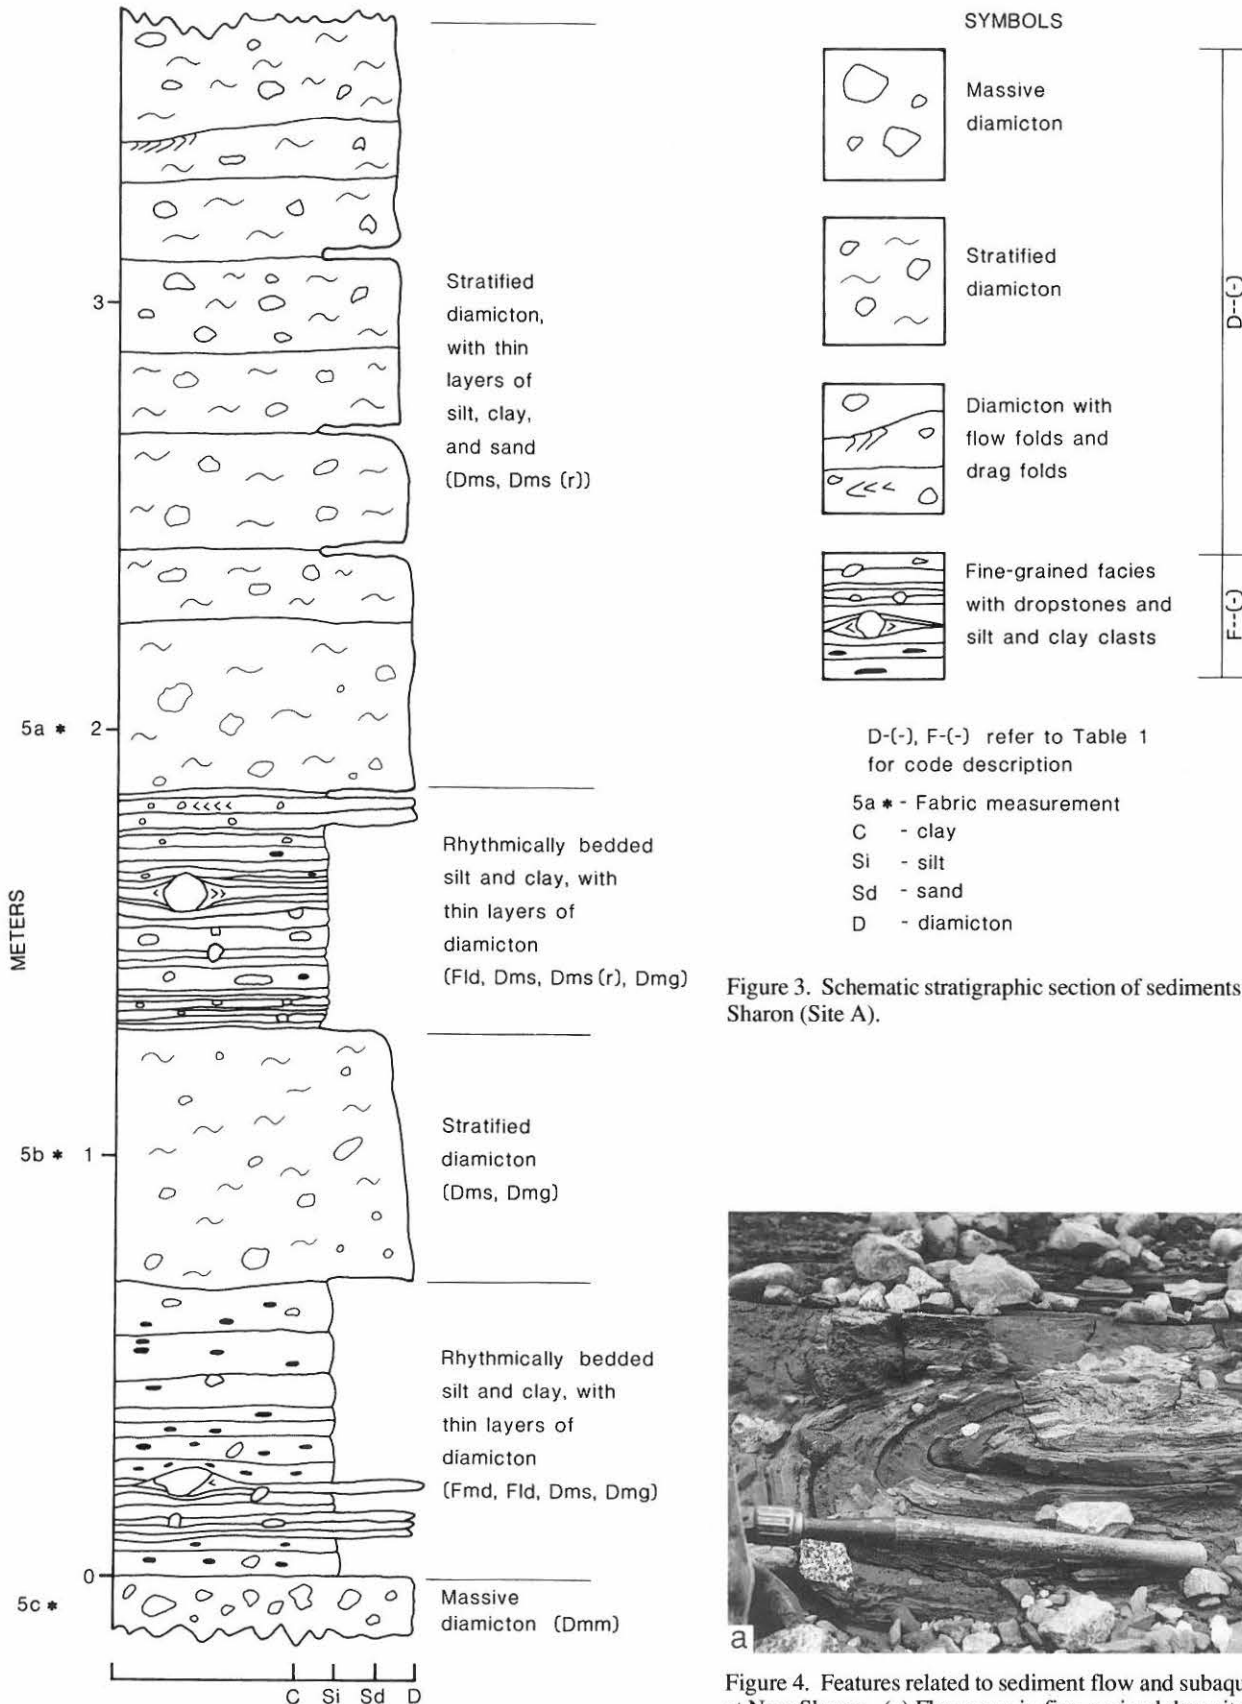 3
Stratified
diamicton,
with thin
layers of
silt, clay,
and sand
(Dms, Dms (r))
5a * 2
METERS
Rhythmically bedded
silt and clay, with
thin layers of
diamicton
(Fld, Dms, Dms (r), Dmg)
5b * 1
Stratified
diamicton
(Dms, Dmg)
Rhythmically bedded
silt and clay, with
thin layers of
diamicton
(Fmd, Fld, Dms, Dmg)
0
5c *
Massive
diamicton (Dmm)
C Si Sd D
SYMBOLS
Massive
diamicton
Stratified
diamicton
Diamicton with
flow folds and
drag folds
D--(-)
Fine-grained facies
with dropstones and
silt and clay clasts
F--(-)
D-(-), F-(-) refer to Table 1
for code description
5a * - Fabric measurement
C - clay
Si - silt
Sd - sand
D - diamicton
Figure 3. Schematic stratigraphic section of sediments
Sharon (Site A).
a
Figure 4. Features related to sediment flow and subaqu